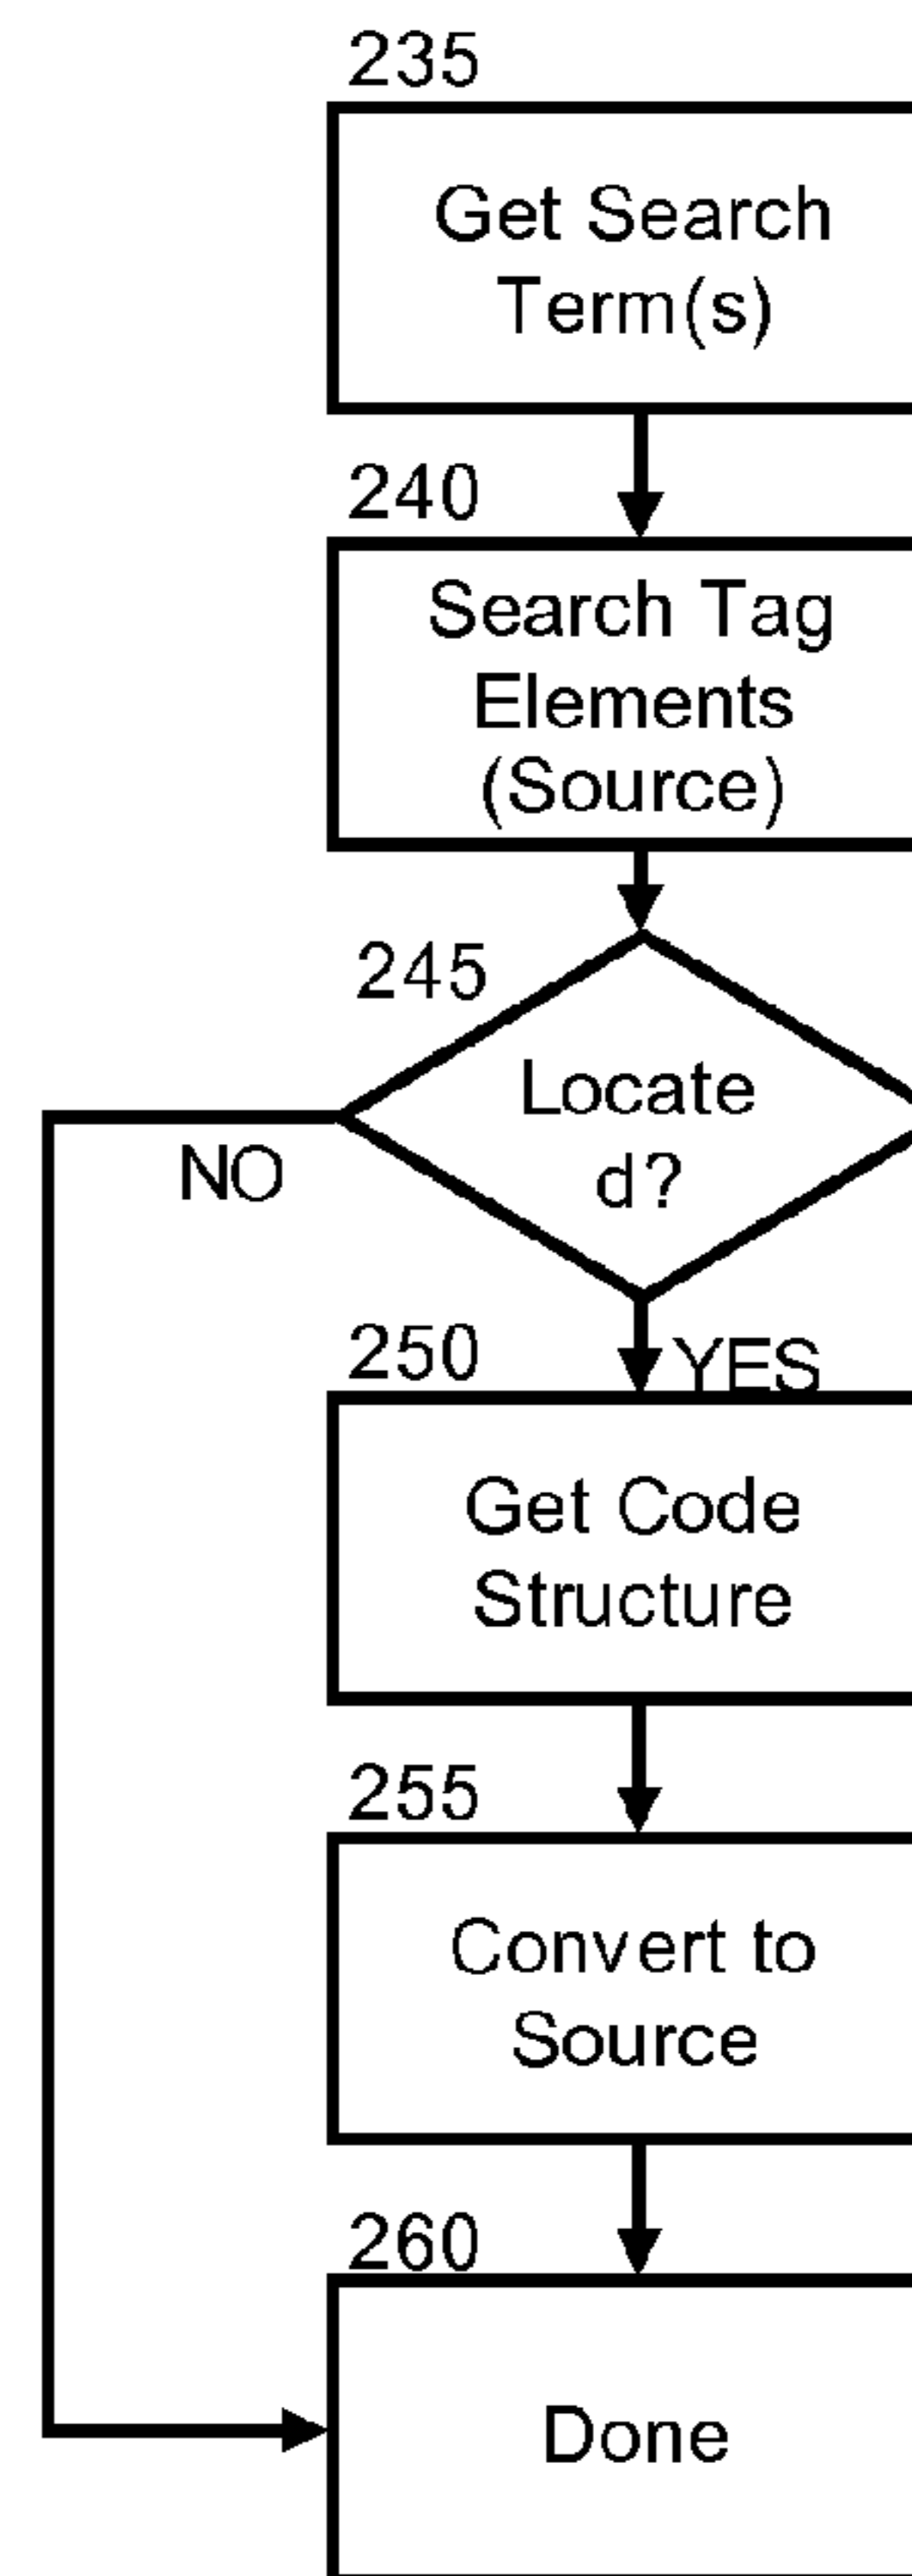 235
Get Search
Term(s)
240
Search Tag
Elements
(Source)
245
Locate
d?
NO
YES
250
Get Code
Structure
255
Convert to
Source
260
Done